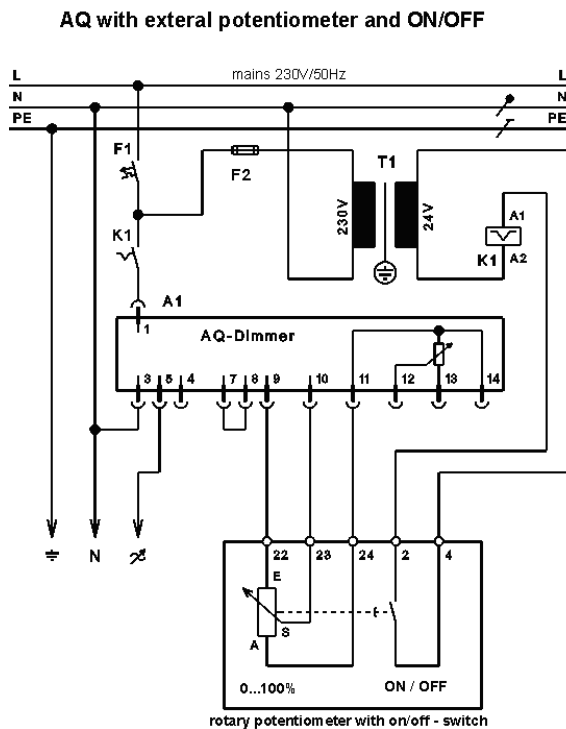 AQ with exteral potentiometer and ON/OFF
mains 230V/50Hz
L L
N N
PE PE
F1
F2
T1
230V
24V
A1
K1
A2
K1
A1
1
AQ-Dimmer
3 5 4 7 8 9 10 11 12 13 14
N
22 23 24 2 4
E
S
A
0...100%
ON / OFF
rotary potentiometer with on/off - switch